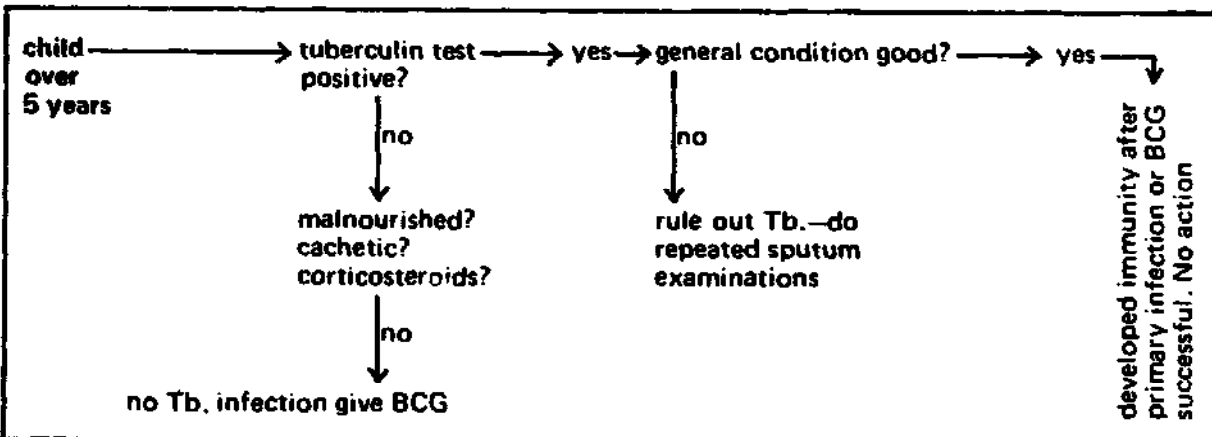 child
over
5 years
tuberculin test
positive?
yes
general condition good?
yes
no
no
malnourished?
cachetic?
corticosteroids?
rule out Tb.—do
repeated sputum
examinations
no
no Tb. infection give BCG
developed immunity after
primary infection or BCG
successful. No action